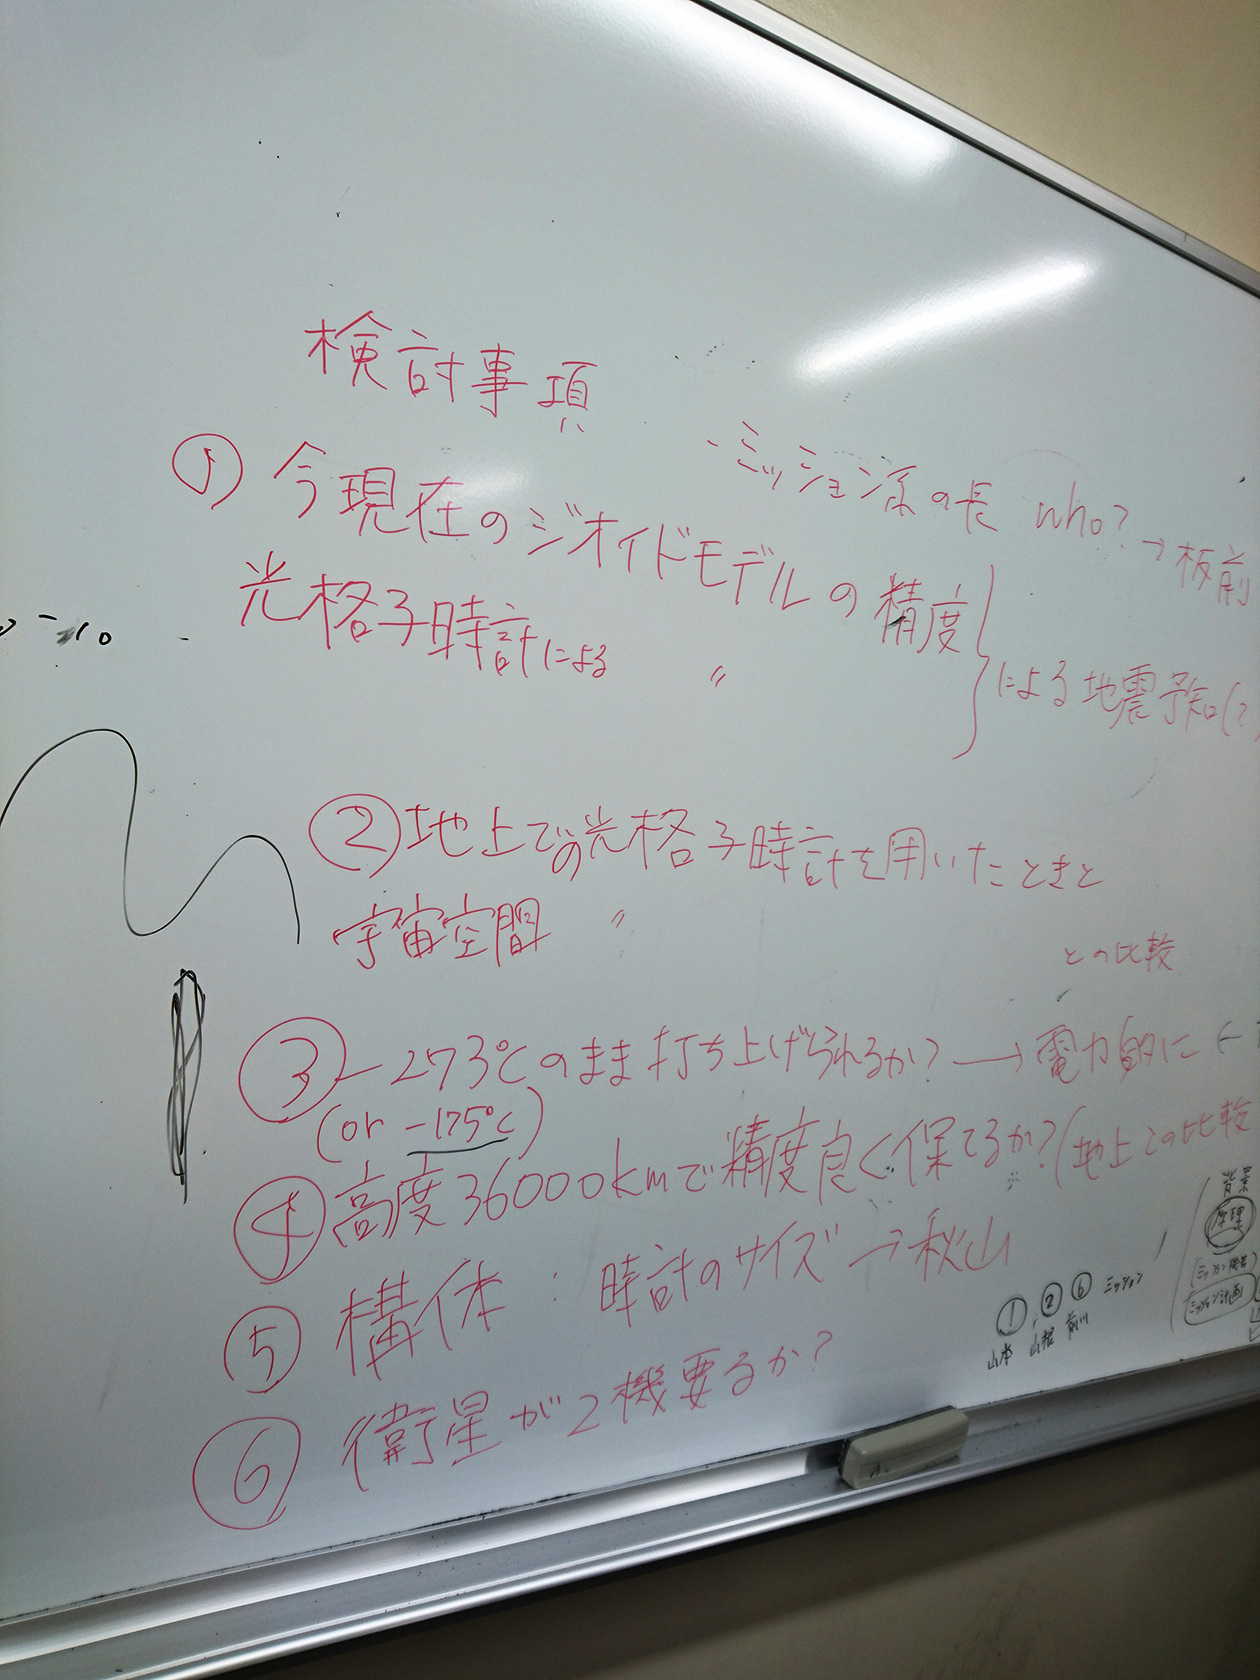 検討事項
・ミッション系の長 who? → 板前
① 今現在のジオイドモデルの精度
光格子時計による 〃
による地震予知(?)
② 地上での光格子時計を用いたときと
宇宙空間 〃
との比較
③ -273℃のまま打ち上げられるか? → 電力的に ←
(or -175℃)
④ 高度36000kmで精度良く保てるか? (地上との比較
⑤ 構体 : 時計のサイズ → 秋山
⑥ 衛星が2機要るか?
①, ② ⑥ ミッション
山本 山根 前川
背景
原理
ミッション機器
ミッション計画